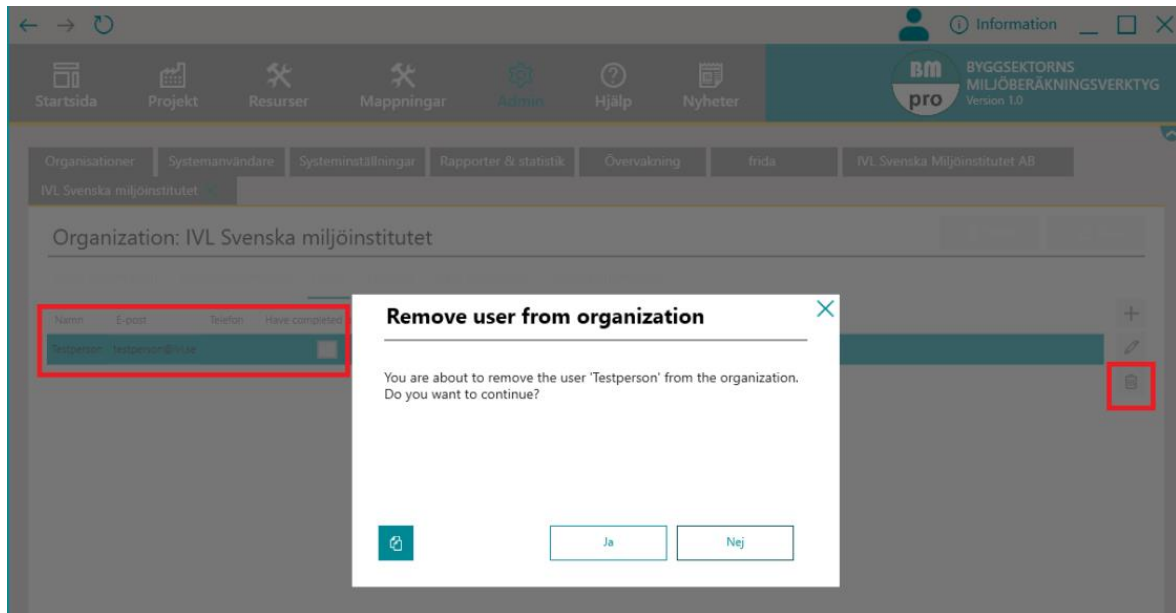 Information
Startsida
Projekt
Resurser
Mappningar
Admin
Hjälp
Nyheter
BM
pro
BYGGSEKTORNS
MILJÖBERÄKNINGSVERKTYG
Version 1.0
Organisationer
Systemanvändare
Systeminställningar
Rapporter & statistik
Övervakning
frida
IVL Svenska Miljöinstitutet AB
IVL Svenska miljöinstitutet
Organization: IVL Svenska miljöinstitutet
Namn
E-post
Telefon
Have completed
Testperson
testperson@ivl.se
Remove user from organization
You are about to remove the user 'Testperson' from the organization.
Do you want to continue?
Ja
Nej